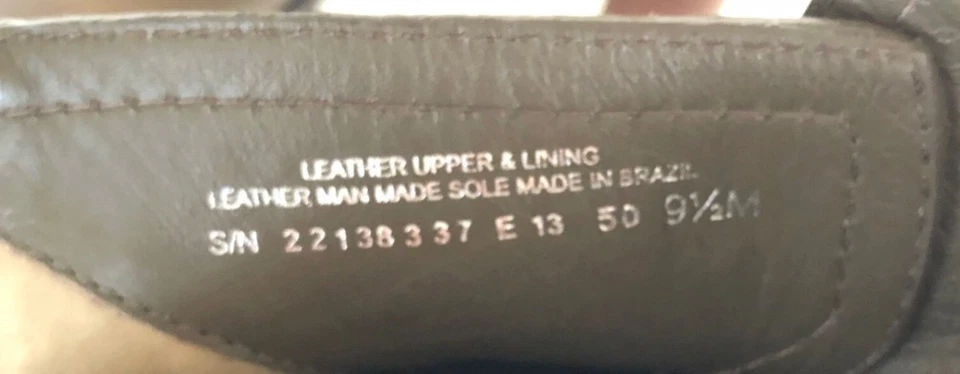 LEATHER UPPER & LINING
LEATHER MAN MADE SOLE MADE IN BRAZIL
S/N 22138337 E 13 50 9½M